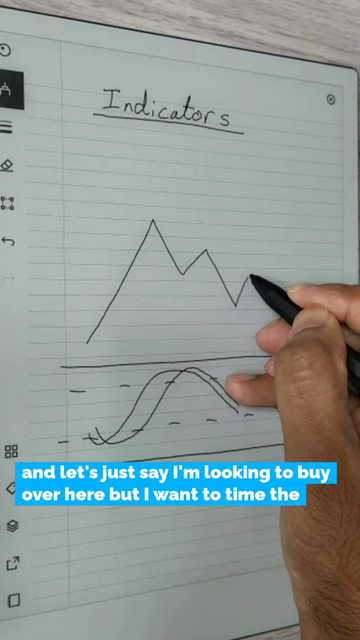 Indicators
and let's just say I'm looking to buy
over here but I want to time the